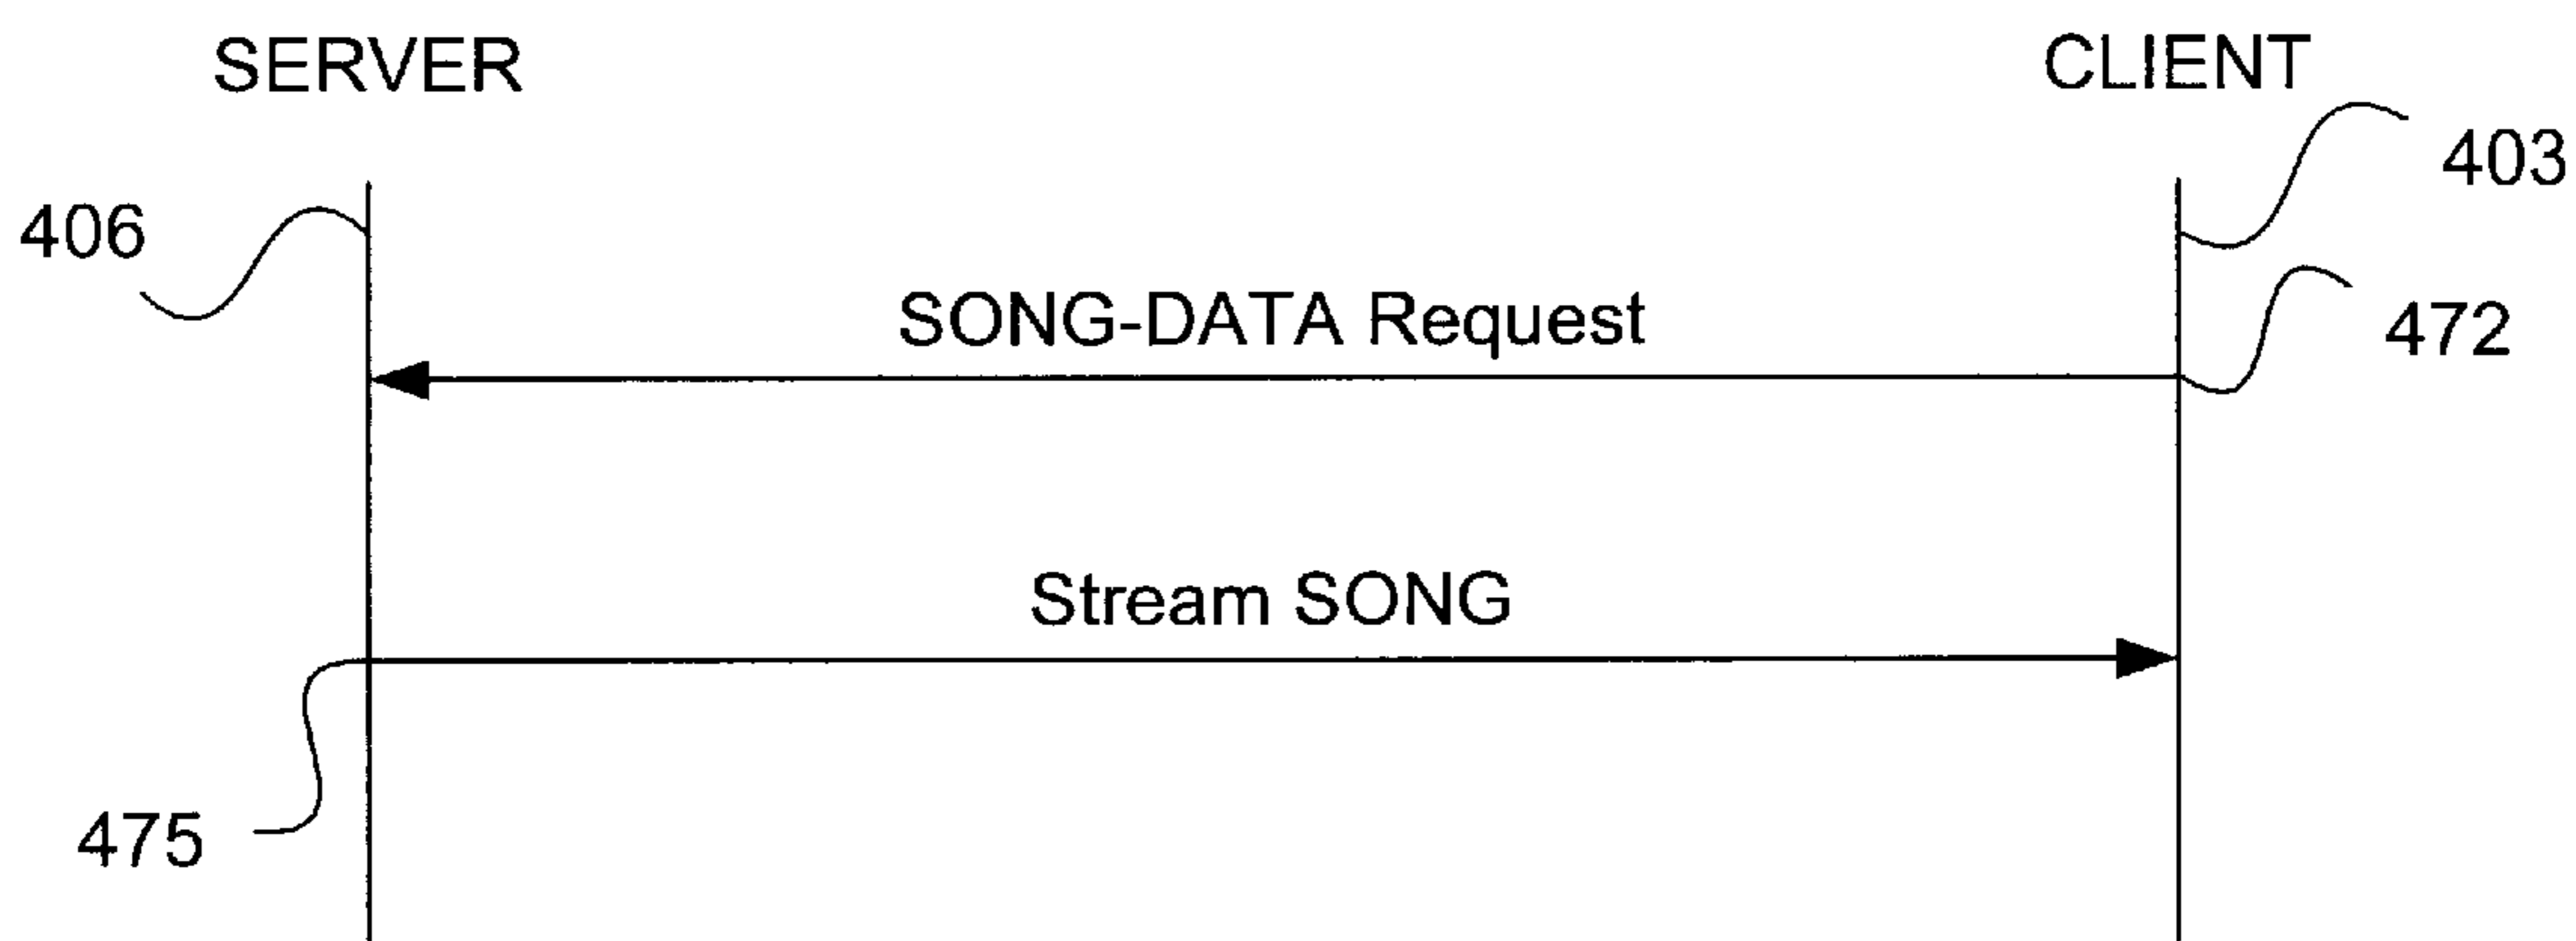 SERVER
CLIENT
403
406
SONG-DATA Request
472
Stream SONG
475